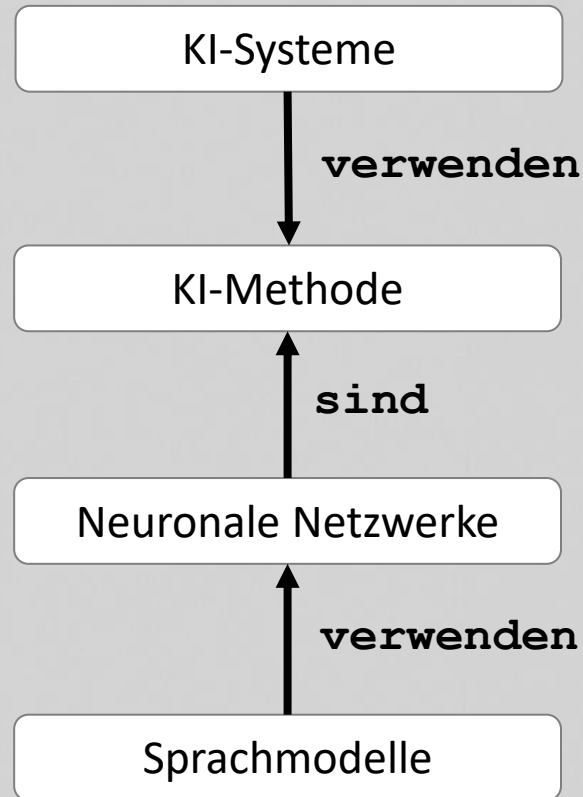 KI-Systeme
verwenden
KI-Methode
sind
Neuronale Netzwerke
verwenden
Sprachmodelle